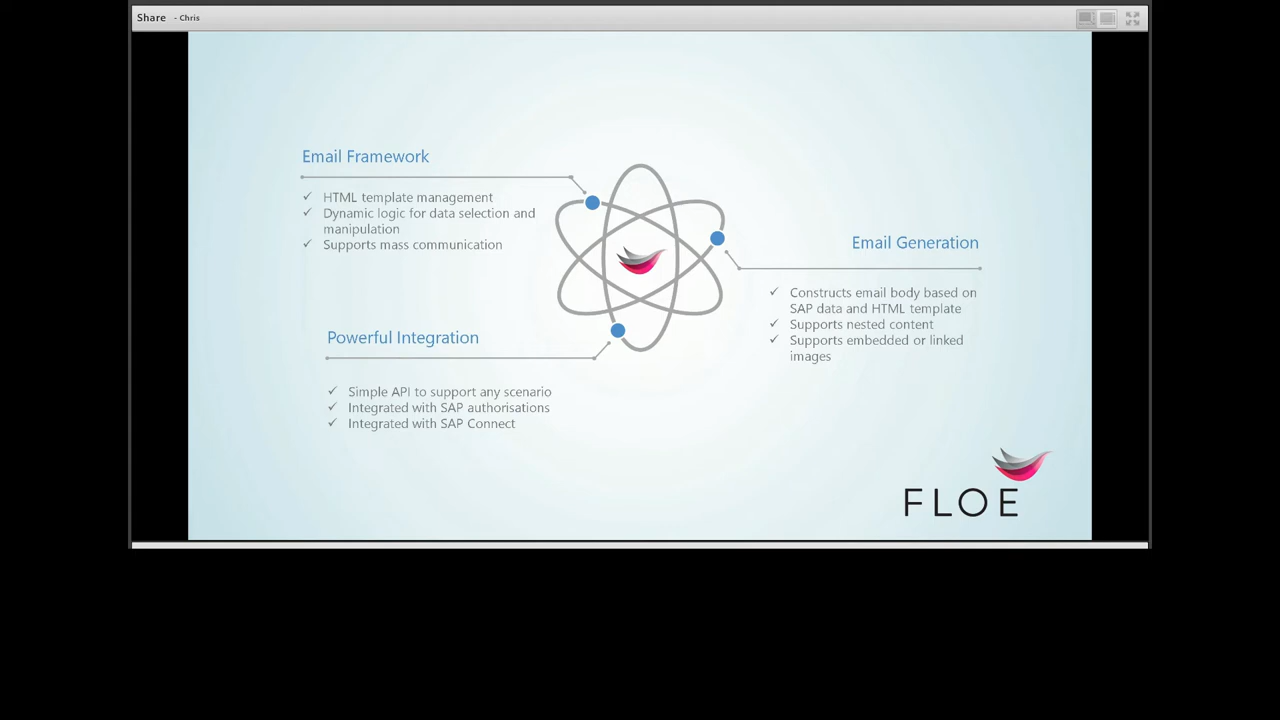 Share - Chris
Email Framework
✓ HTML template management
✓ Dynamic logic for data selection and
manipulation
✓ Supports mass communication
Email Generation
✓ Constructs email body based on
SAP data and HTML template
✓ Supports nested content
✓ Supports embedded or linked
images
Powerful Integration
✓ Simple API to support any scenario
✓ Integrated with SAP authorisations
✓ Integrated with SAP Connect
FLOE